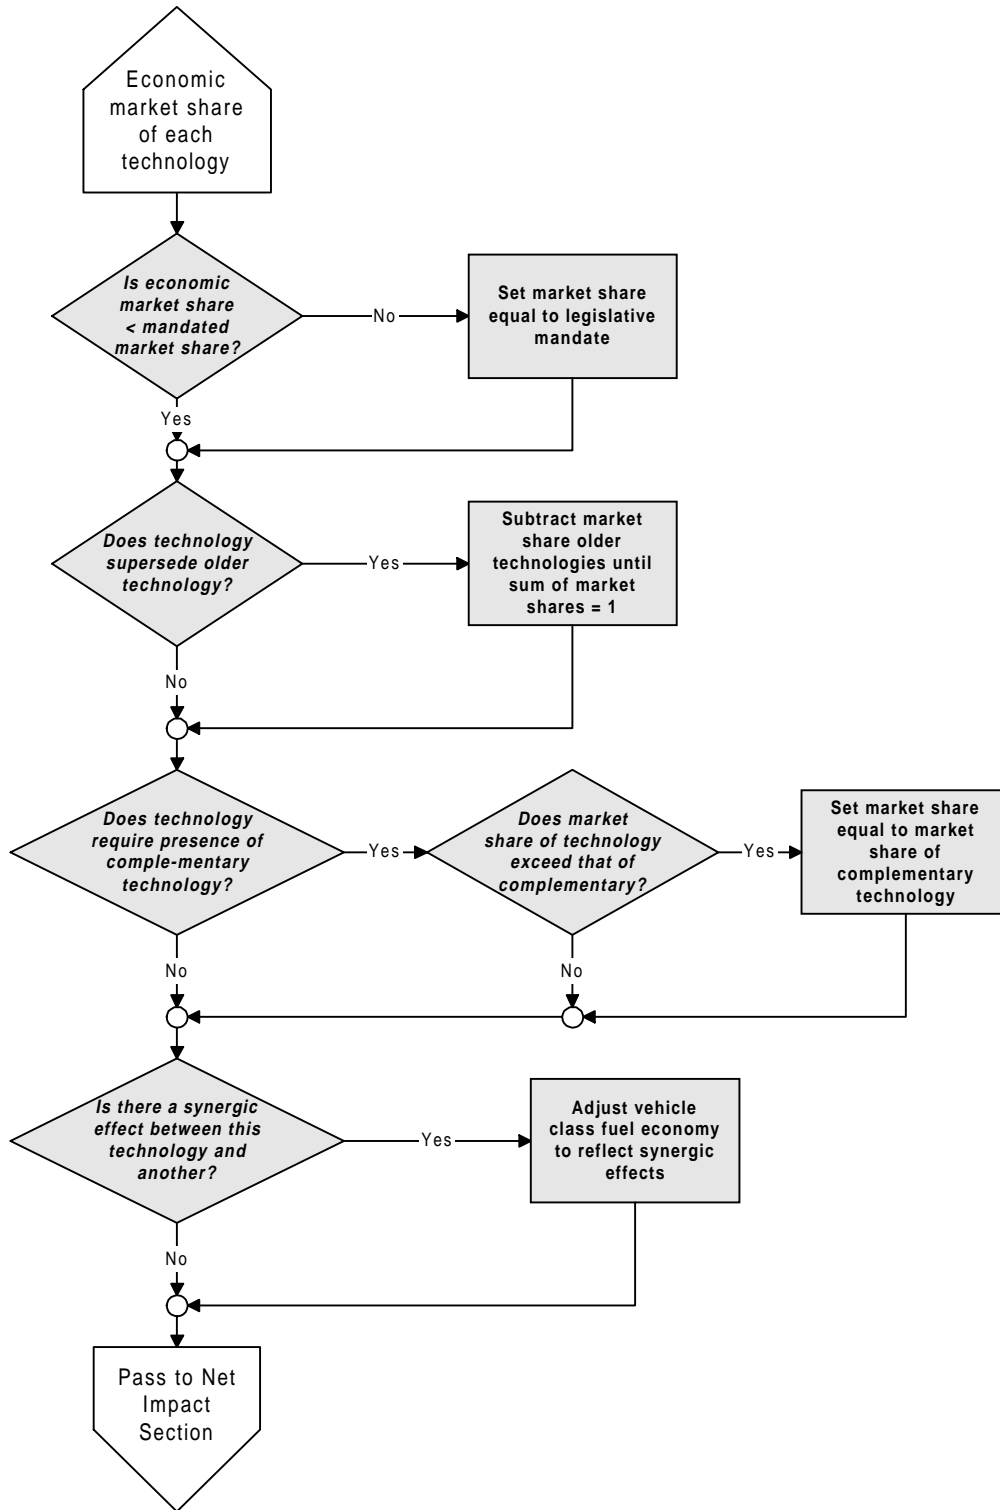 Economic
market share
of each
technology
Is economic
market share
< mandated
market share?
No
Set market share
equal to legislative
mandate
Yes
Does technology
supersede older
technology?
Yes
Subtract market
share older
technologies until
sum of market
shares = 1
No
Does technology
require presence of
comple-mentary
technology?
Yes
Does market
share of technology
exceed that of
complementary?
Yes
Set market share
equal to market
share of
complementary
technology
No
No
Is there a synergic
effect between this
technology and
another?
Yes
Adjust vehicle
class fuel economy
to reflect synergic
effects
No
Pass to Net
Impact
Section